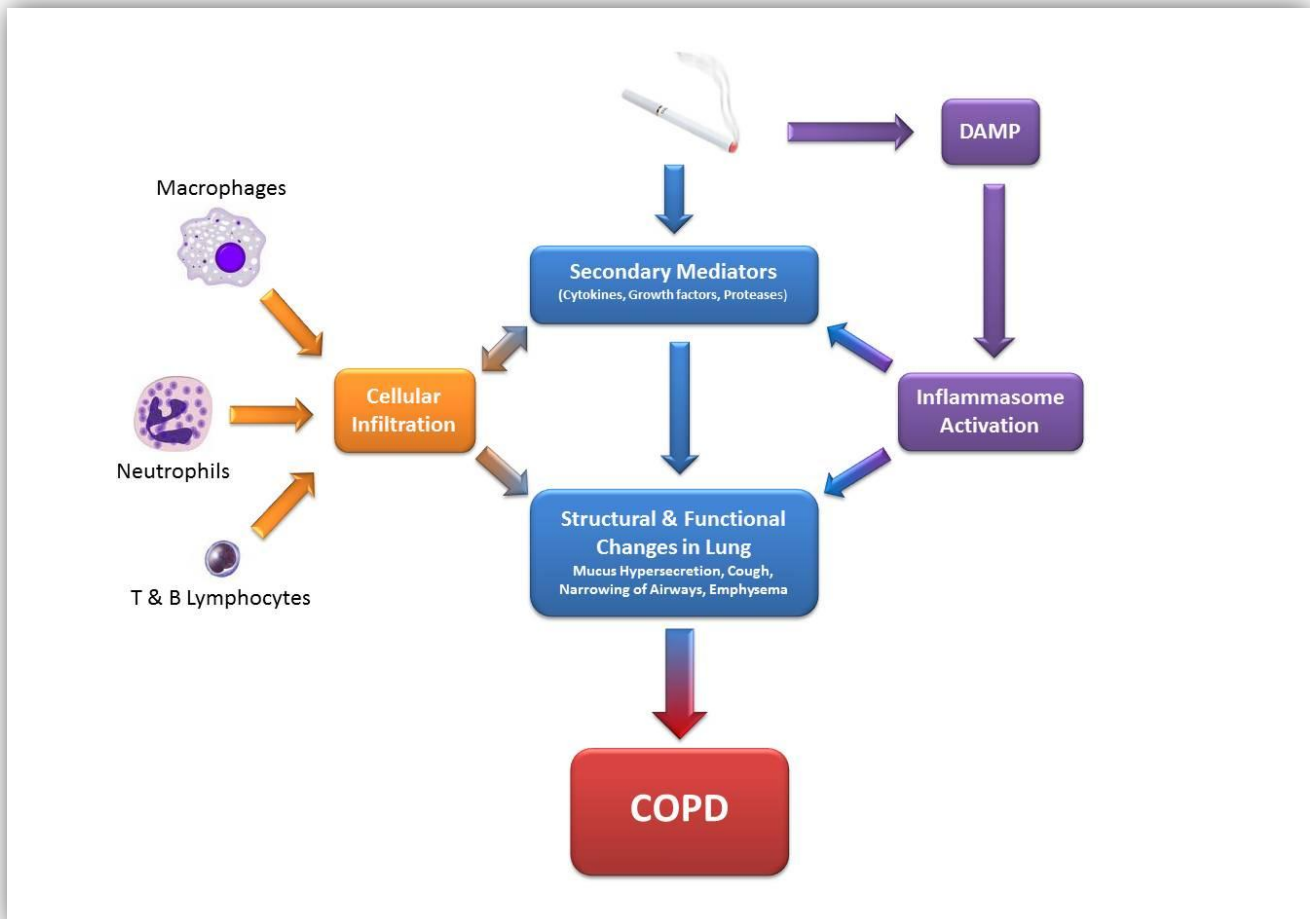 DAMP
Macrophages
Secondary Mediators
(Cytokines, Growth factors, Proteases)
Cellular
Infiltration
Inflammasome
Activation
Neutrophils
Structural & Functional
Changes in Lung
Mucus Hypersecretion, Cough,
Narrowing of Airways, Emphysema
T & B Lymphocytes
COPD